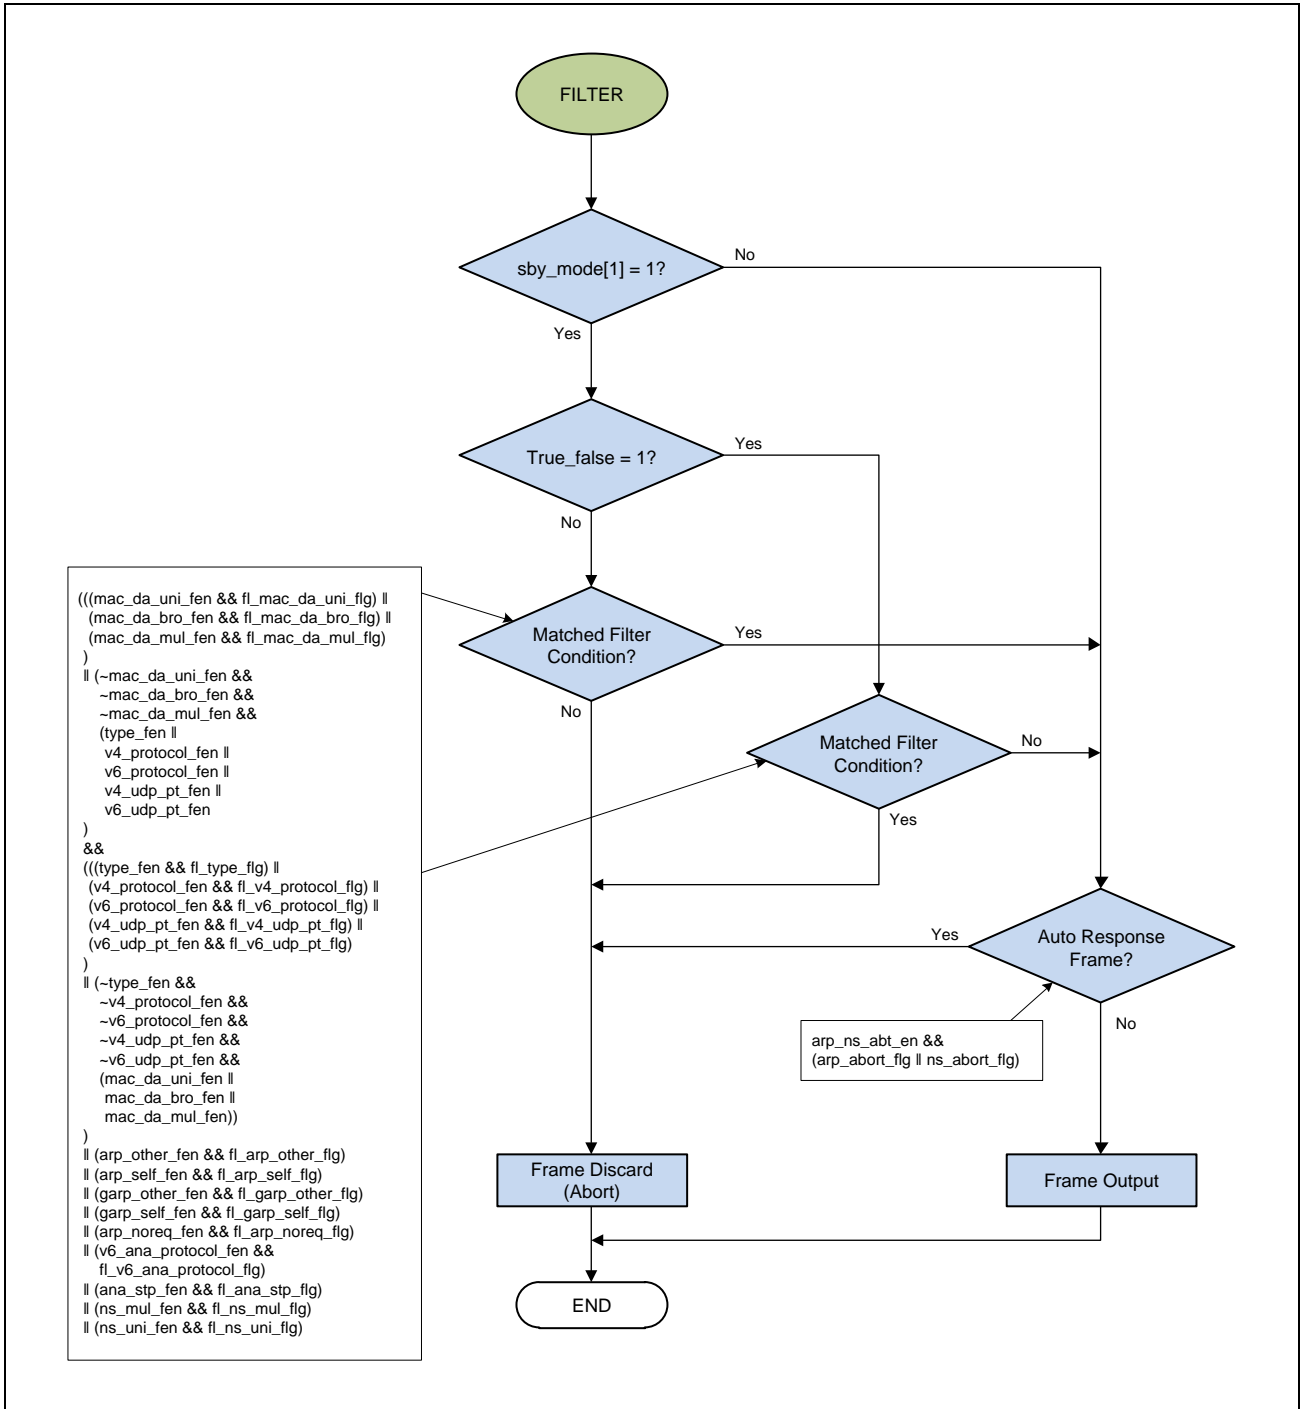 FILTER
sby_mode[1] = 1?
No
Yes
True_false = 1?
Yes
No
(((mac_da_uni_fen && fl_mac_da_uni_flg) ||
(mac_da_bro_fen && fl_mac_da_bro_flg) ||
(mac_da_mul_fen && fl_mac_da_mul_flg)
)
|| (~mac_da_uni_fen &&
~mac_da_bro_fen &&
~mac_da_mul_fen &&
(type_fen ||
v4_protocol_fen ||
v6_protocol_fen ||
v4_udp_pt_fen ||
v6_udp_pt_fen
)
&&
(((type_fen && fl_type_flg) ||
(v4_protocol_fen && fl_v4_protocol_flg) ||
(v6_protocol_fen && fl_v6_protocol_flg) ||
(v4_udp_pt_fen && fl_v4_udp_pt_flg) ||
(v6_udp_pt_fen && fl_v6_udp_pt_flg)
)
|| (~type_fen &&
~v4_protocol_fen &&
~v6_protocol_fen &&
~v4_udp_pt_fen &&
~v6_udp_pt_fen &&
(mac_da_uni_fen ||
mac_da_bro_fen ||
mac_da_mul_fen))
)
|| (arp_other_fen && fl_arp_other_flg)
|| (arp_self_fen && fl_arp_self_flg)
|| (garp_other_fen && fl_garp_other_flg)
|| (garp_self_fen && fl_garp_self_flg)
|| (arp_noreq_fen && fl_arp_noreq_flg)
|| (v6_ana_protocol_fen &&
fl_v6_ana_protocol_flg)
|| (ana_stp_fen && fl_ana_stp_flg)
|| (ns_mul_fen && fl_ns_mul_flg)
|| (ns_uni_fen && fl_ns_uni_flg)
Matched Filter
Condition?
Yes
No
Matched Filter
Condition?
No
Yes
Auto Response
Frame?
Yes
No
arp_ns_abt_en &&
(arp_abort_flg || ns_abort_flg)
Frame Discard
(Abort)
Frame Output
END